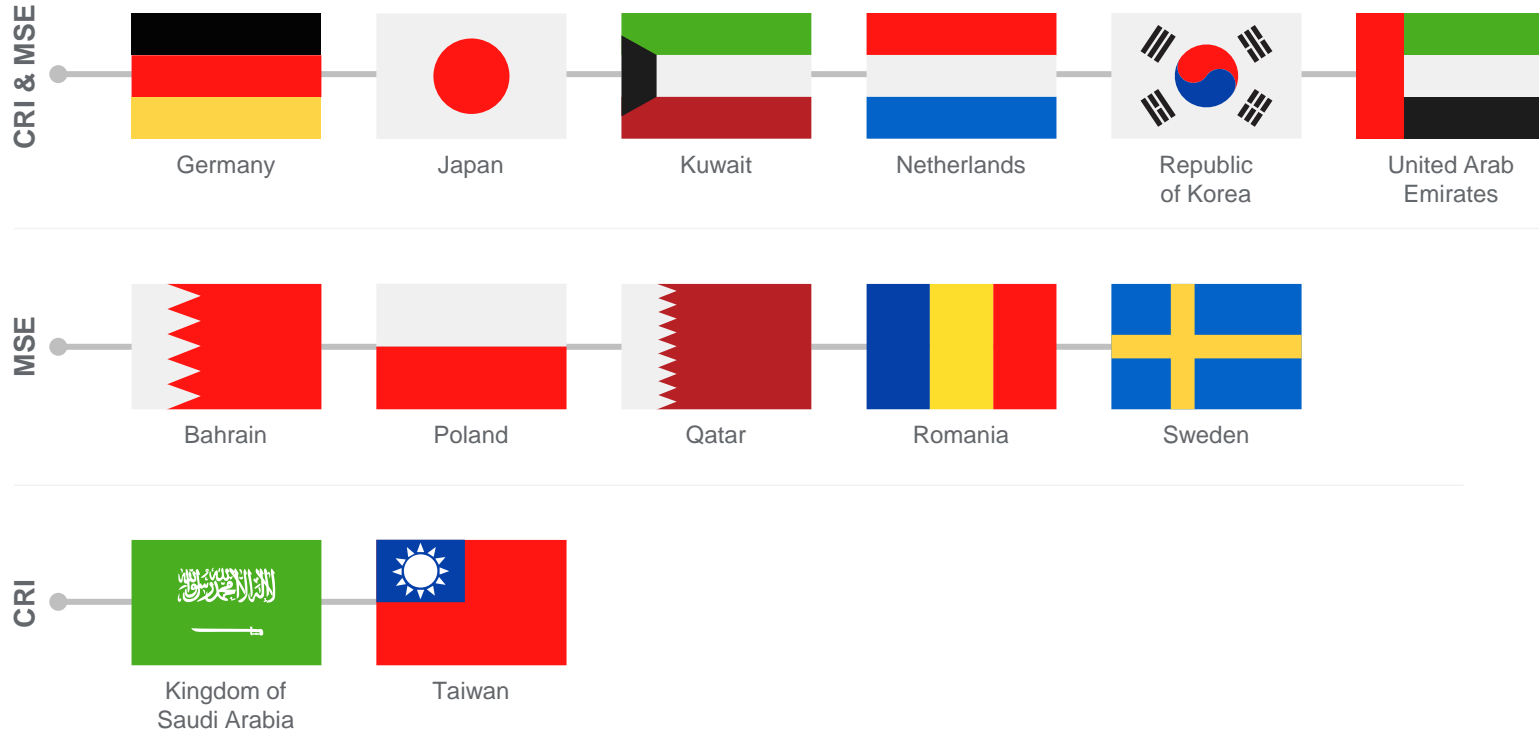 CRI & MSE
Germany
Japan
Kuwait
Netherlands
Republic
of Korea
United Arab
Emirates
MSE
Bahrain
Poland
Qatar
Romania
Sweden
CRI
Kingdom of
Saudi Arabia
Taiwan